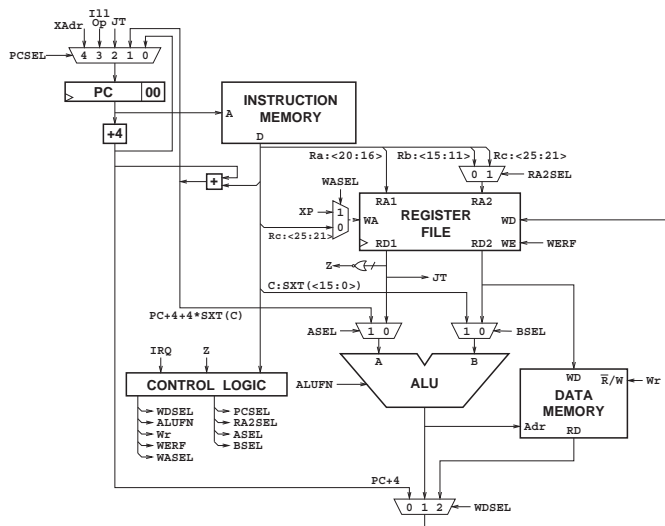 Ill
XAdr Op JT
PCSEL 4 3 2 1 0
PC 00
INSTRUCTION
MEMORY
A
D
+4
Ra:<20:16> Rb:<15:11> Rc:<25:21>
+
WASEL
0 1
RA2SEL
XP
1
0
Rc:<25:21>
RA1 RA2
WA REGISTER WD
FILE
RD1 RD2 WE WERF
Z
JT
C:SXT(<15:0>)
PC+4+4*SXT(C)
ASEL 1 0 1 0 BSEL
IRQ Z
A B
CONTROL LOGIC
ALUFN ALU
WD R̅/W Wr
DATA
MEMORY
Adr
RD
WDSEL PCSEL
ALUFN RA2SEL
Wr ASEL
WERF BSEL
WASEL
PC+4
0 1 2 WDSEL